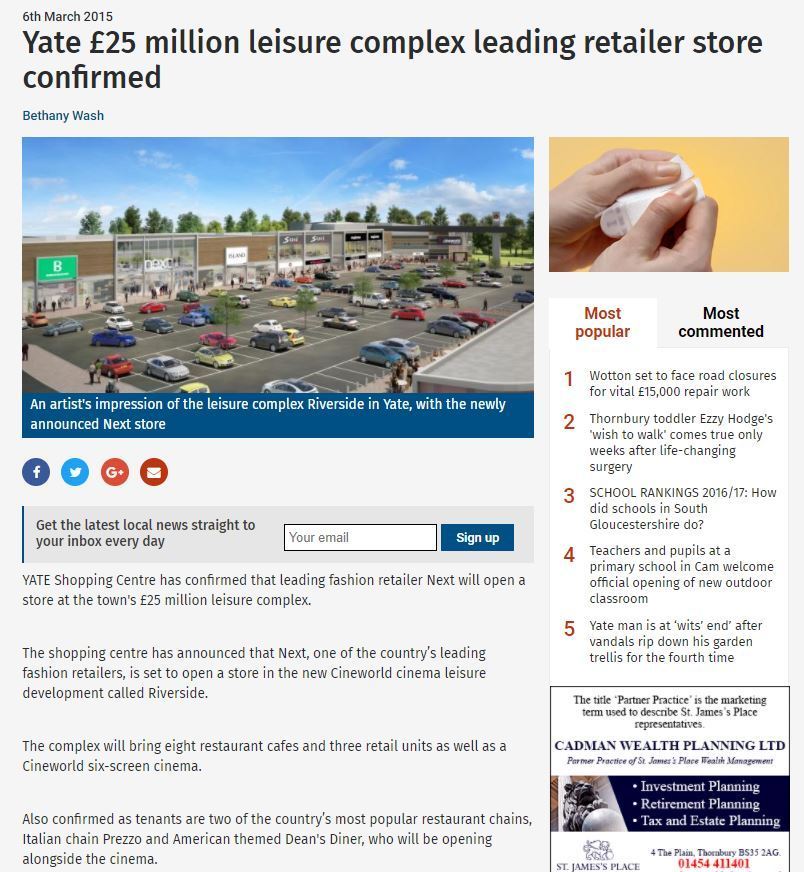 6th March 2015
Yate £25 million leisure complex leading retailer store
confirmed
Bethany Wash
B
next
An artist's impression of the leisure complex Riverside in Yate, with the newly
announced Next store
f
G+
Get the latest local news straight to
your inbox every day
Your email
Sign up
YATE Shopping Centre has confirmed that leading fashion retailer Next will open a
store at the town's £25 million leisure complex.
The shopping centre has announced that Next, one of the country’s leading
fashion retailers, is set to open a store in the new Cineworld cinema leisure
development called Riverside.
The complex will bring eight restaurant cafes and three retail units as well as a
Cineworld six-screen cinema.
Also confirmed as tenants are two of the country’s most popular restaurant chains,
Italian chain Prezzo and American themed Dean's Diner, who will be opening
alongside the cinema.
Most
popular
Most
commented
1 Wotton set to face road closures
for vital £15,000 repair work
2 Thornbury toddler Ezzy Hodge's
'wish to walk' comes true only
weeks after life-changing
surgery
3 SCHOOL RANKINGS 2016/17: How
did schools in South
Gloucestershire do?
4 Teachers and pupils at a
primary school in Cam welcome
official opening of new outdoor
classroom
5 Yate man is at ‘wits’ end’ after
vandals rip down his garden
trellis for the fourth time
The title ‘Partner Practice’ is the marketing
term used to describe St. James’s Place
representatives.
CADMAN WEALTH PLANNING LTD
Partner Practice of St. James’s Place Wealth Management
• Investment Planning
• Retirement Planning
• Tax and Estate Planning
4 The Plain, Thornbury BS35 2AG.
01454 411401
ST. JAMES'S PLACE